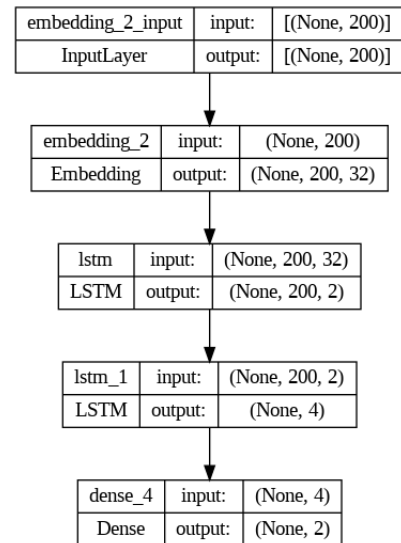 embedding_2_input input: [(None, 200)]
InputLayer output: [(None, 200)]
embedding_2 input: (None, 200)
Embedding output: (None, 200, 32)
lstm input: (None, 200, 32)
LSTM output: (None, 200, 2)
lstm_1 input: (None, 200, 2)
LSTM output: (None, 4)
dense_4 input: (None, 4)
Dense output: (None, 2)